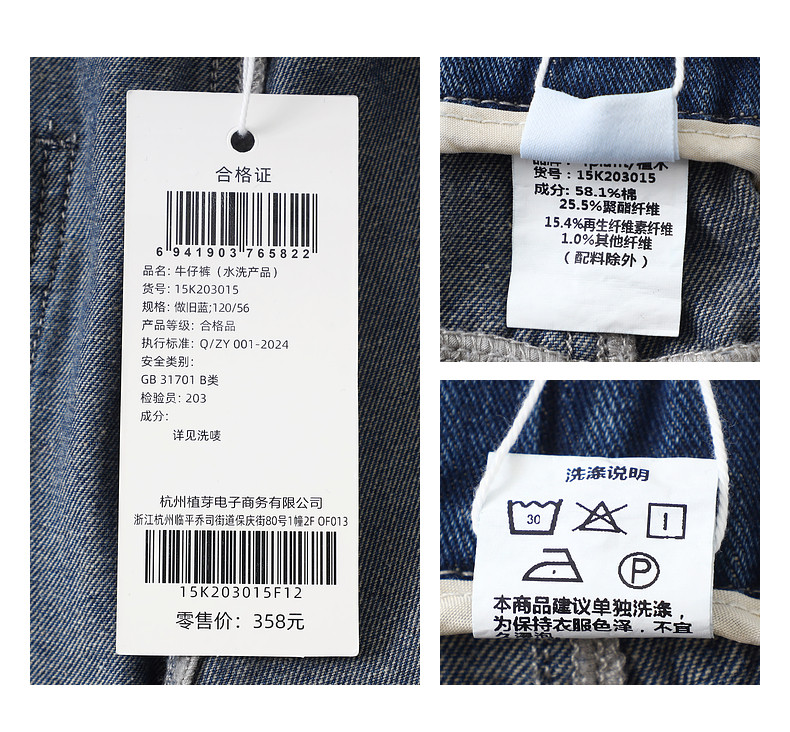 合格证
6 941903 765822
品名: 牛仔裤（水洗产品）
货号: 15K203015
规格: 做旧蓝;120/56
产品等级: 合格品
执行标准: Q/ZY 001-2024
安全类别:
GB 31701 B类
检验员: 203
成分:
详见洗唛
杭州植芽电子商务有限公司
浙江杭州临平乔司街道保庆街80号1幢2F OF013
15K203015F12
零售价: 358元
货号: 15K203015
成分: 58.1%棉
25.5%聚酯纤维
15.4%再生纤维素纤维
1.0%其他纤维
（配料除外）
洗涤说明
30
P
本商品建议单独洗涤，
为保持衣服色泽，不宜